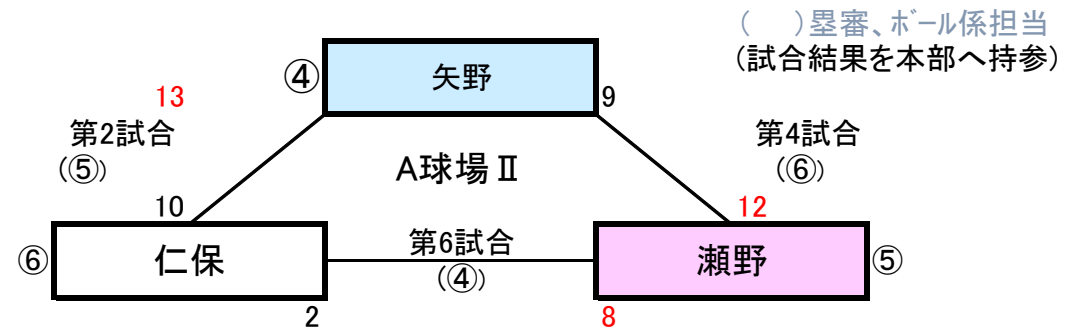 (　)塁審、ﾎﾞｰﾙ係担当
(試合結果を本部へ持参)
④ 矢野
13
9
第2試合
(⑤)
第4試合
(⑥)
A球場Ⅱ
10
12
⑥ 仁保
第6試合
(④)
瀬野 ⑤
2
8